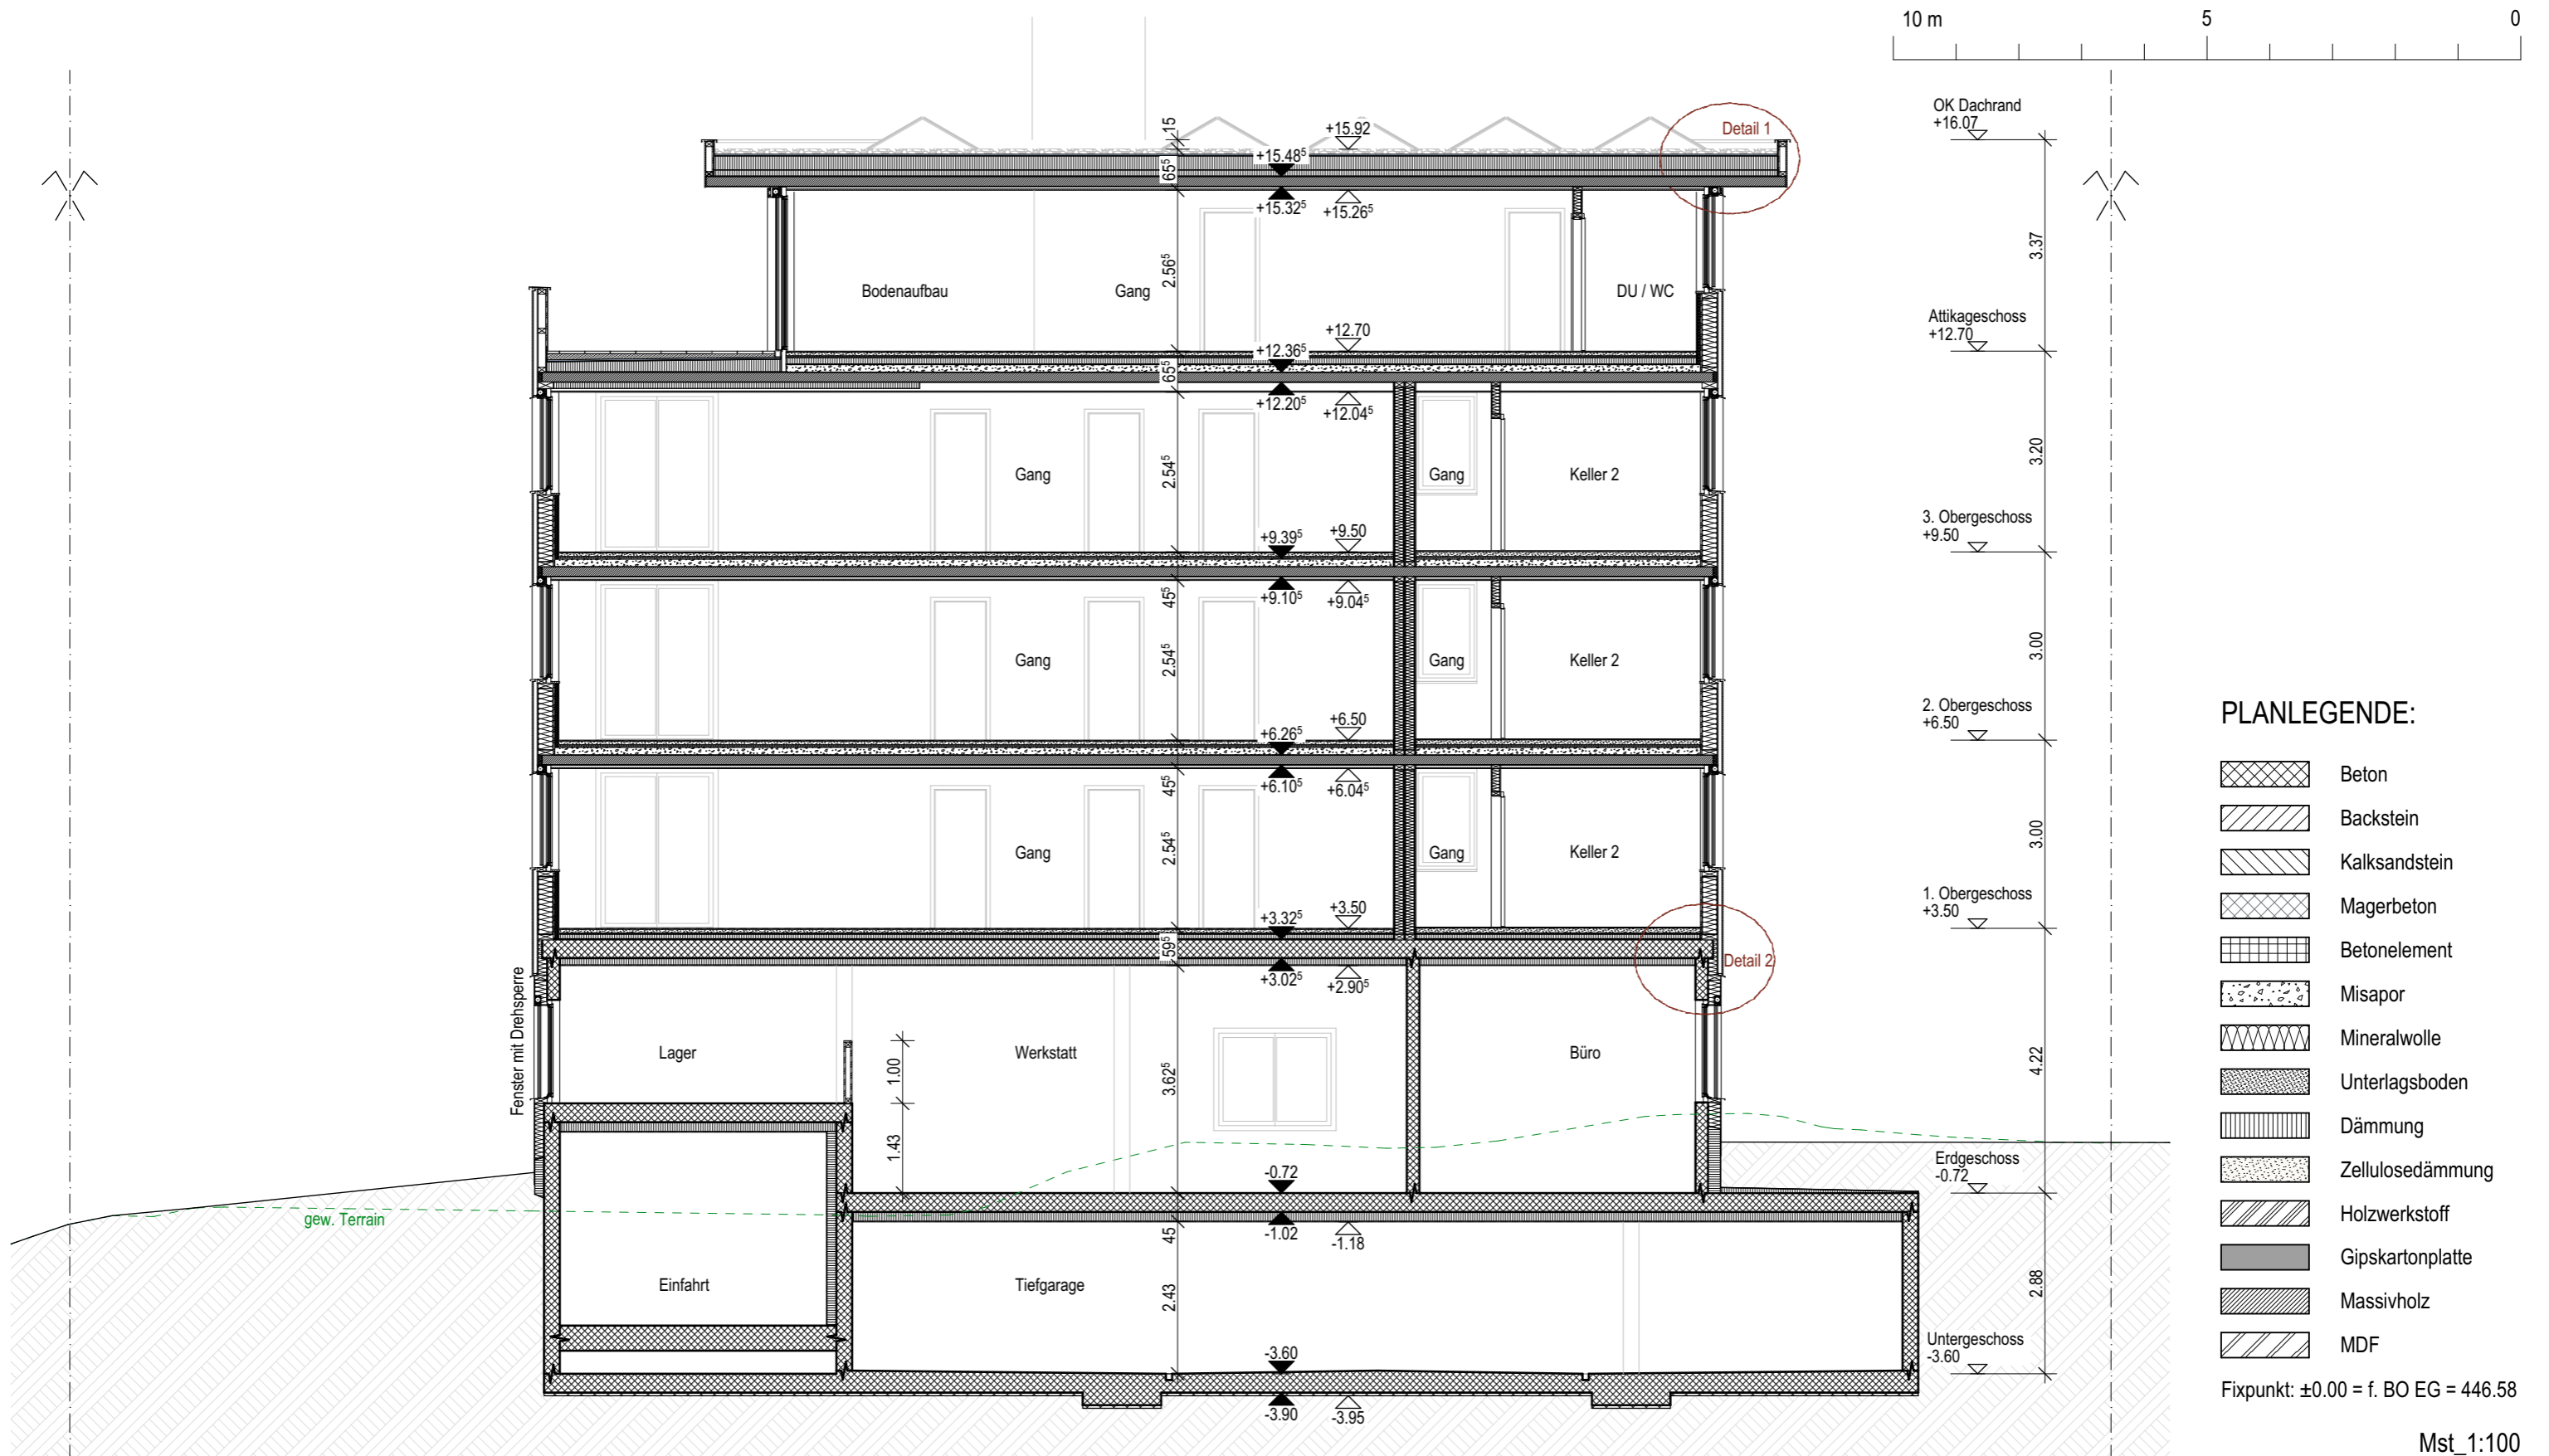 10 m 5 0
OK Dachrand
+16.07
Detail 1
15
+15.92
+15.48⁵
65⁵
+15.32⁵
+15.26⁵
3.37
2.56⁵
Bodenaufbau
Gang
DU / WC
Attikageschoss
+12.70
+12.70
+12.36⁵
65⁵
+12.20⁵
+12.04⁵
3.20
2.54⁵
Gang
Gang
Keller 2
3. Obergeschoss
+9.50
+9.39⁵
+9.50
45⁵
+9.10⁵
+9.04⁵
3.00
2.54⁵
Gang
Gang
Keller 2
2. Obergeschoss
+6.50
+6.26⁵
+6.50
45⁵
+6.10⁵
+6.04⁵
3.00
2.54⁵
Gang
Gang
Keller 2
1. Obergeschoss
+3.50
+3.32⁵
+3.50
59⁵
+3.02⁵
+2.90⁵
Detail 2
Fenster mit Drehsperre
Lager
Werkstatt
Büro
1.00
1.43
3.62⁵
4.22
Erdgeschoss
-0.72
-0.72
gew. Terrain
45
-1.02
-1.18
Einfahrt
Tiefgarage
2.43
2.88
Untergeschoss
-3.60
-3.60
-3.90
-3.95
PLANLEGENDE:
Beton
Backstein
Kalksandstein
Magerbeton
Betonelement
Misapor
Mineralwolle
Unterlagsboden
Dämmung
Zellulosedämmung
Holzwerkstoff
Gipskartonplatte
Massivholz
MDF
Fixpunkt: ±0.00 = f. BO EG = 446.58
Mst_1:100